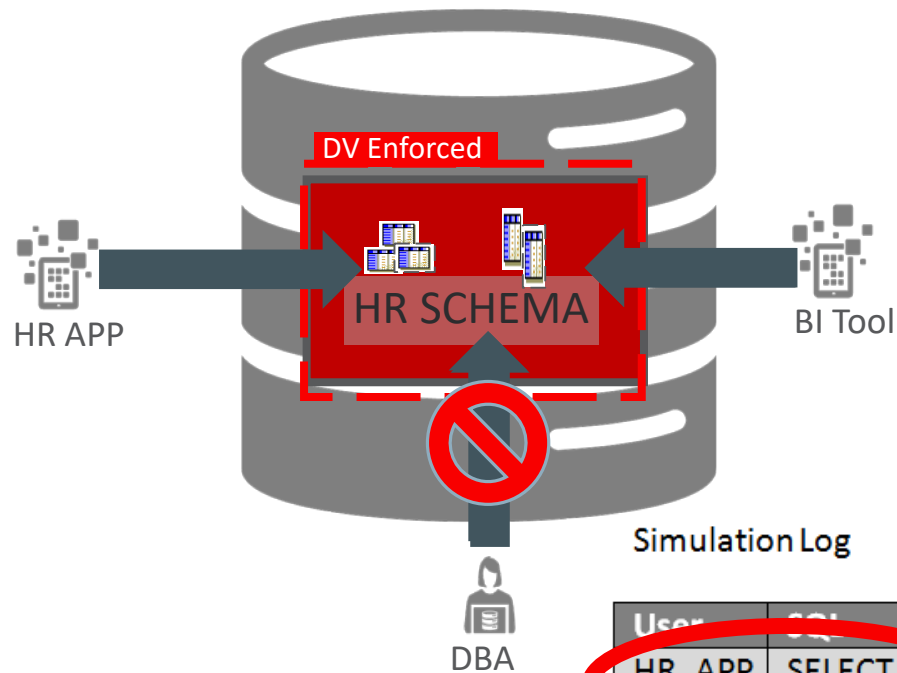 DV Enforced
HR SCHEMA
HR APP
BI Tool
DBA
Simulation Log
User SQL
HR_APP SELECT